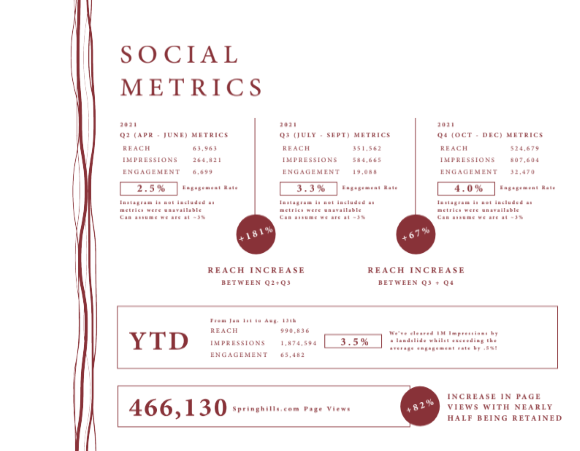 SOCIAL
METRICS
2021
Q2 (APR - JUNE) METRICS
REACH 63,963
IMPRESSIONS 264,821
ENGAGEMENT 6,699
2.5% Engagement Rate
Instagram is not included as
metrics were unavailable
Can assume we are at ~3%
2021
Q3 (JULY - SEPT) METRICS
REACH 351,562
IMPRESSIONS 584,665
ENGAGEMENT 19,088
3.3% Engagement Rate
Instagram is not included as
metrics were unavailable
Can assume we are at ~3%
2021
Q4 (OCT - DEC) METRICS
REACH 524,679
IMPRESSIONS 807,604
ENGAGEMENT 32,470
4.0% Engagement Rate
Instagram is not included as
metrics were unavailable
Can assume we are at ~3%
+181%
REACH INCREASE
BETWEEN Q2+Q3
+67%
REACH INCREASE
BETWEEN Q3 + Q4
YTD
From Jan 1st to Aug. 15th
REACH 990,836
IMPRESSIONS 1,874,594
ENGAGEMENT 65,482
3.5%
We've cleared 1M Impressions by
a landslide whilst exceeding the
average engagement rate by .5%!
466,130 Springhills.com Page Views
+82%
INCREASE IN PAGE
VIEWS WITH NEARLY
HALF BEING RETAINED